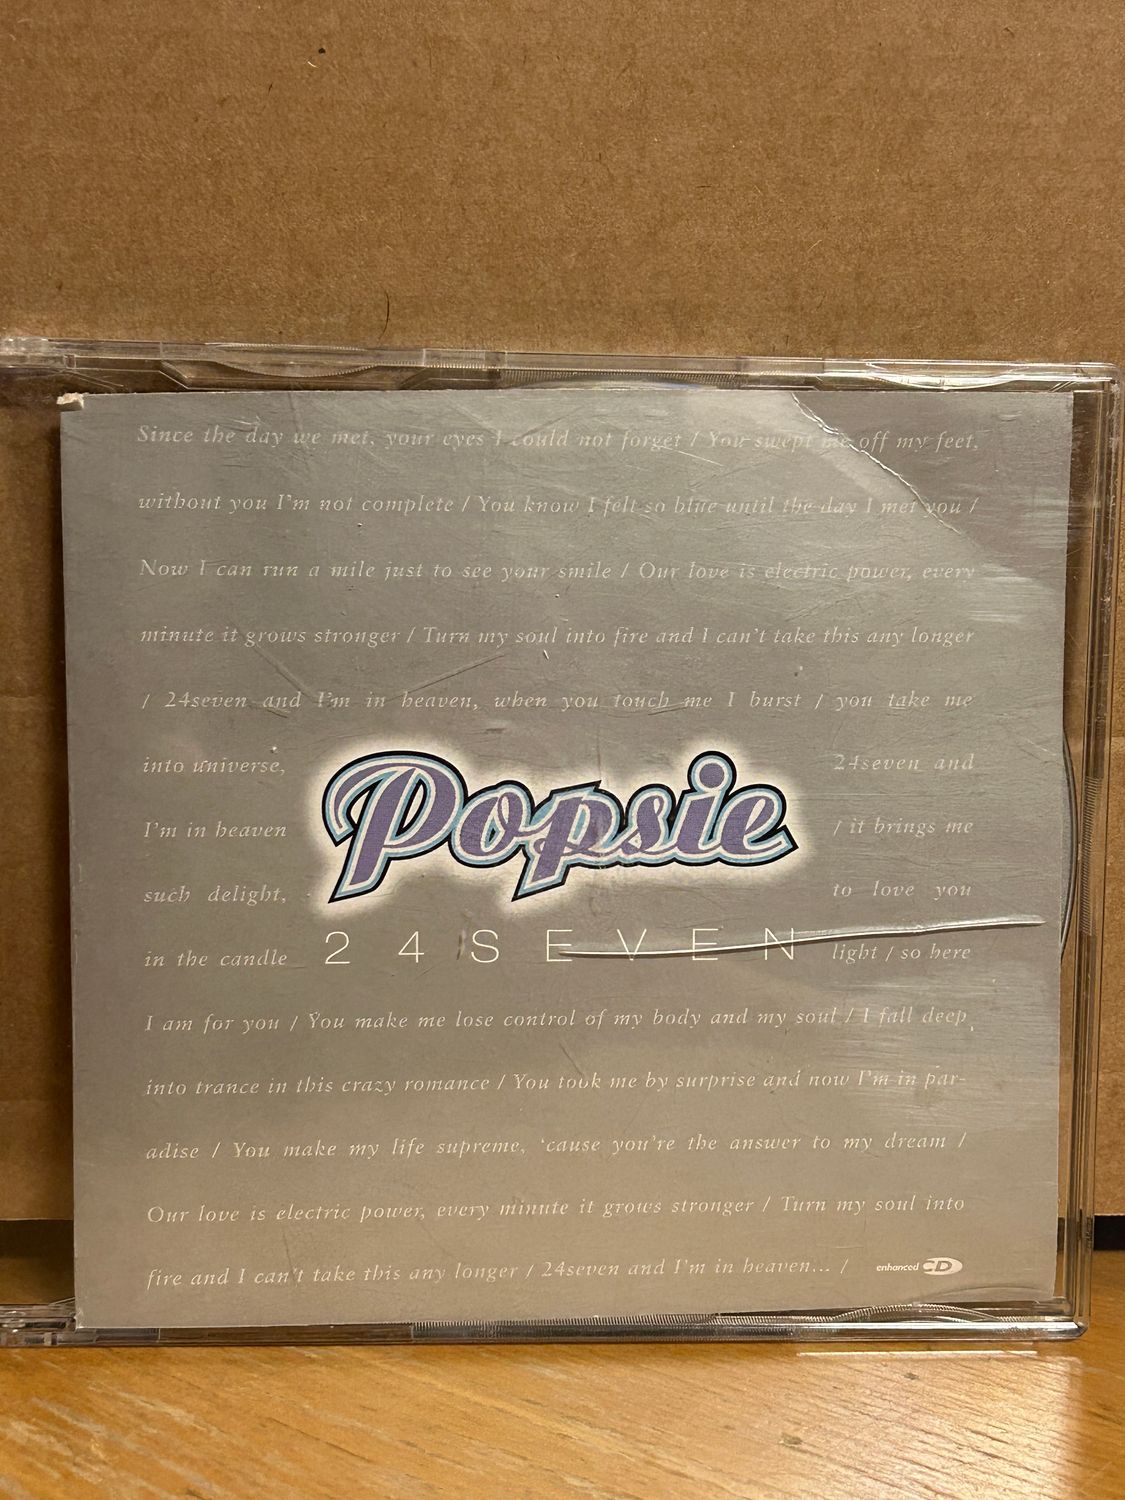 Since the day we met, your eyes I could not forget / You swept me off my feet,
without you I'm not complete / You know I felt so blue until the day I met you /
Now I can run a mile just to see your smile / Our love is electric power, every
minute it grows stronger / Turn my soul into fire and I can't take this any longer
/ 24seven and I'm in heaven, when you touch me I burst / you take me
into universe, 24seven and
I'm in heaven / it brings me
such delight, to love you
in the candle light / so here
Popsie
24SEVEN
I am for you / You make me lose control of my body and my soul / I fall deep,
into trance in this crazy romance / You took me by surprise and now I'm in par-
adise / You make my life supreme, 'cause you're the answer to my dream /
Our love is electric power, every minute it grows stronger / Turn my soul into
fire and I can't take this any longer / 24seven and I'm in heaven... /
enhanced CD